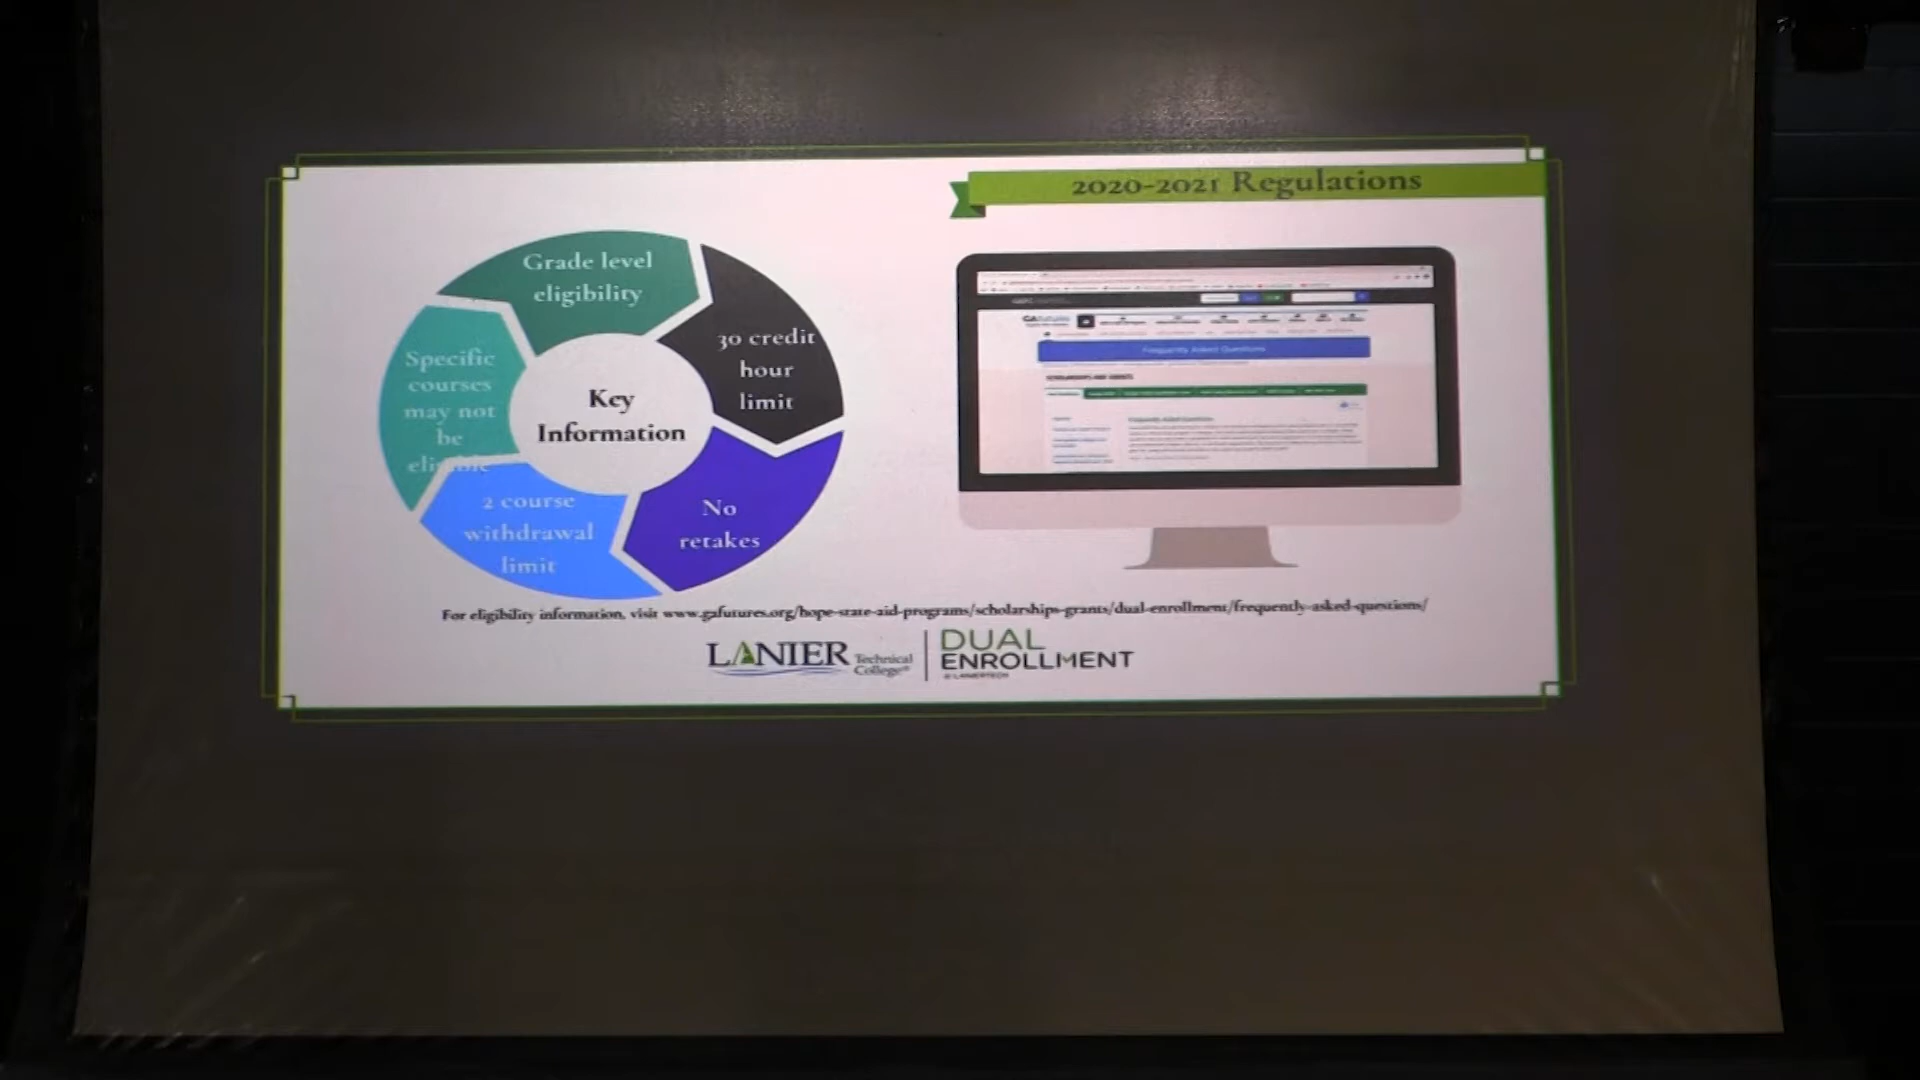 2020-2021 Regulations
Grade level
eligibility
30 credit
hour
limit
No
retakes
2 course
withdrawal
limit
Specific
courses
may not
be
Key
Information
Frequently Asked Questions
For eligibility information, visit www.gafutures.org/hope-state-aid-programs/scholarships-grants/dual-enrollment/frequently-asked-questions/
LANIER Technical College®
DUAL
ENROLLMENT
@ LANIERTECH